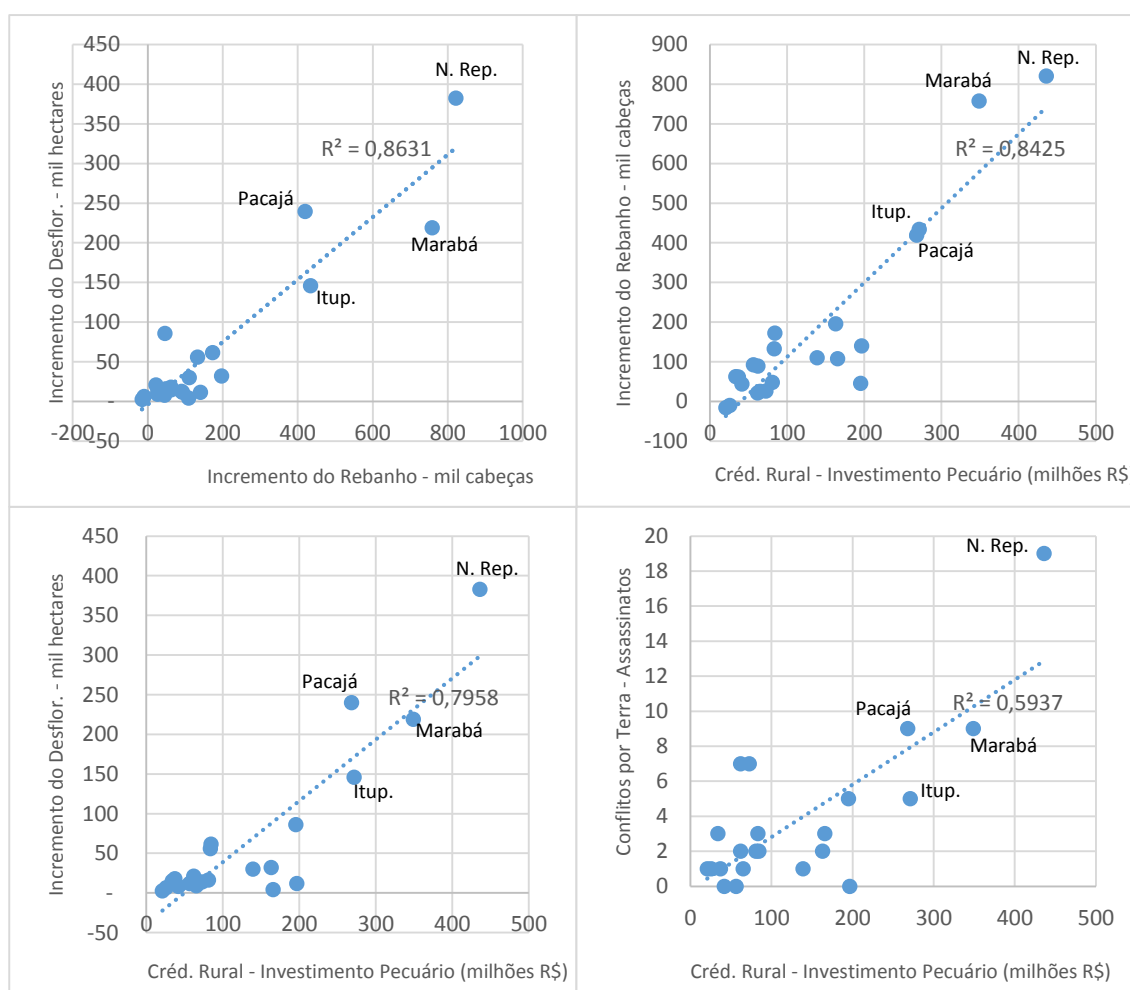 450
400
350
300
250
200
150
100
50
-
-50
-200
0
200
400
600
800
1000
Incremento do Desflor. - mil hectares
Incremento do Rebanho - mil cabeças
N. Rep.
R² = 0,8631
Pacajá
Marabá
Itup.
900
800
700
600
500
400
300
200
100
0
-100
0
100
200
300
400
500
Incremento do Rebanho - mil cabeças
Créd. Rural - Investimento Pecuário (milhões R$
N. Rep.
Marabá
R² = 0,8425
Itup.
Pacajá
450
400
350
300
250
200
150
100
50
-
-50
0
100
200
300
400
500
Incremento do Desflor. - mil hectares
Créd. Rural - Investimento Pecuário (milhões R$)
N. Rep.
Pacajá
R² = 0,7958
Marabá
Itup.
20
18
16
14
12
10
8
6
4
2
0
0
100
200
300
400
500
Conflitos por Terra - Assassinatos
Créd. Rural - Investimento Pecuário (milhões R$)
N. Rep.
Pacajá
R² = 0,5937
Marabá
Itup.